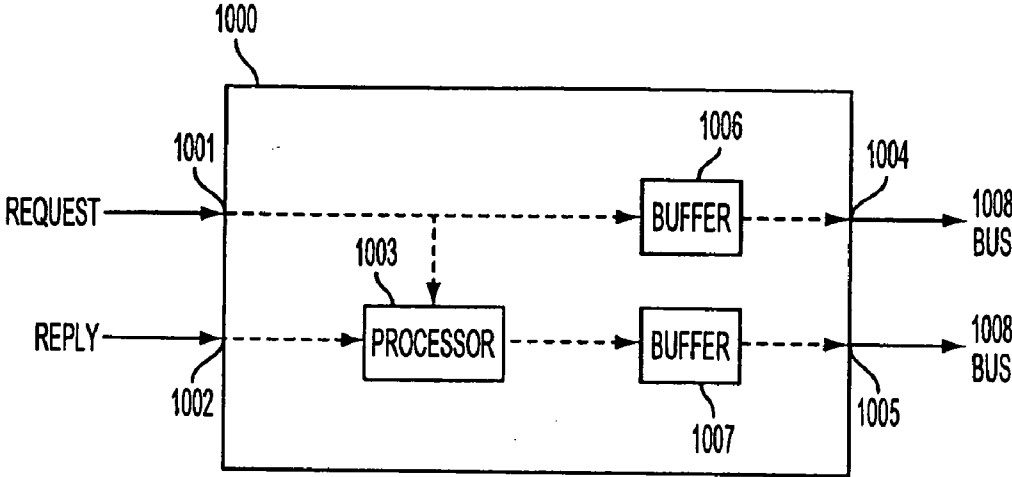 1000
1001
1006
1004
REQUEST
BUFFER
1008
BUS
1003
REPLY
PROCESSOR
BUFFER
1008
BUS
1002
1007
1005